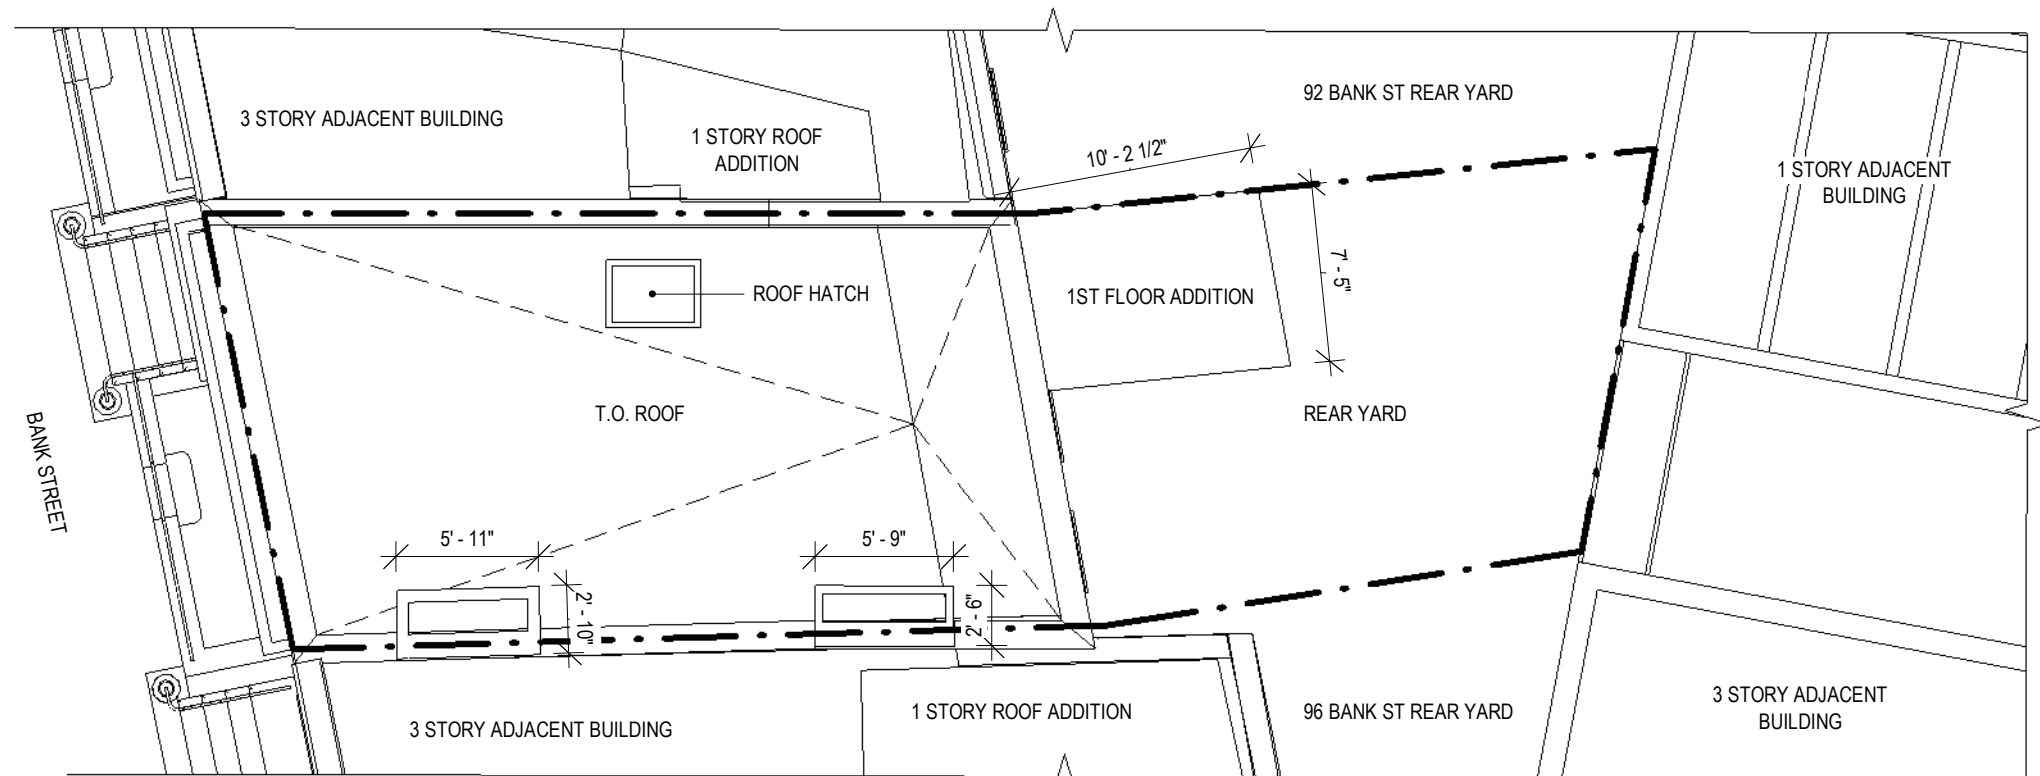 92 BANK ST REAR YARD
3 STORY ADJACENT BUILDING
1 STORY ROOF
ADDITION
10' - 2 1/2"
1 STORY ADJACENT
BUILDING
7' - 5"
ROOF HATCH
1ST FLOOR ADDITION
T.O. ROOF
REAR YARD
BANK STREET
5' - 11"
5' - 9"
2' - 10"
2' - 6"
3 STORY ADJACENT BUILDING
1 STORY ROOF ADDITION
96 BANK ST REAR YARD
3 STORY ADJACENT
BUILDING